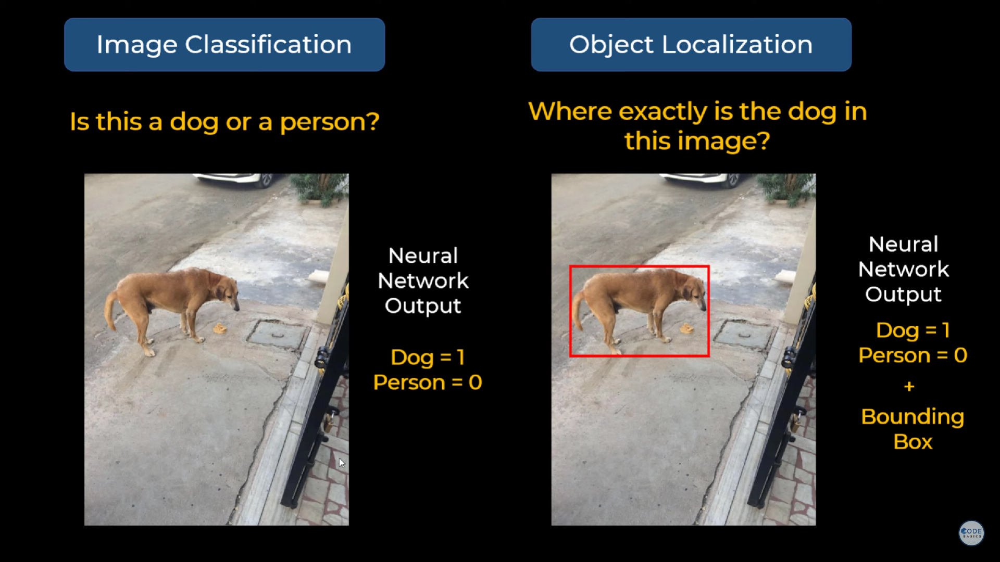 Image Classification
Is this a dog or a person?
Neural
Network
Output
Dog = 1
Person = 0
Object Localization
Where exactly is the dog in
this image?
Neural
Network
Output
Dog = 1
Person = 0
+
Bounding
Box
CODE
BASICS